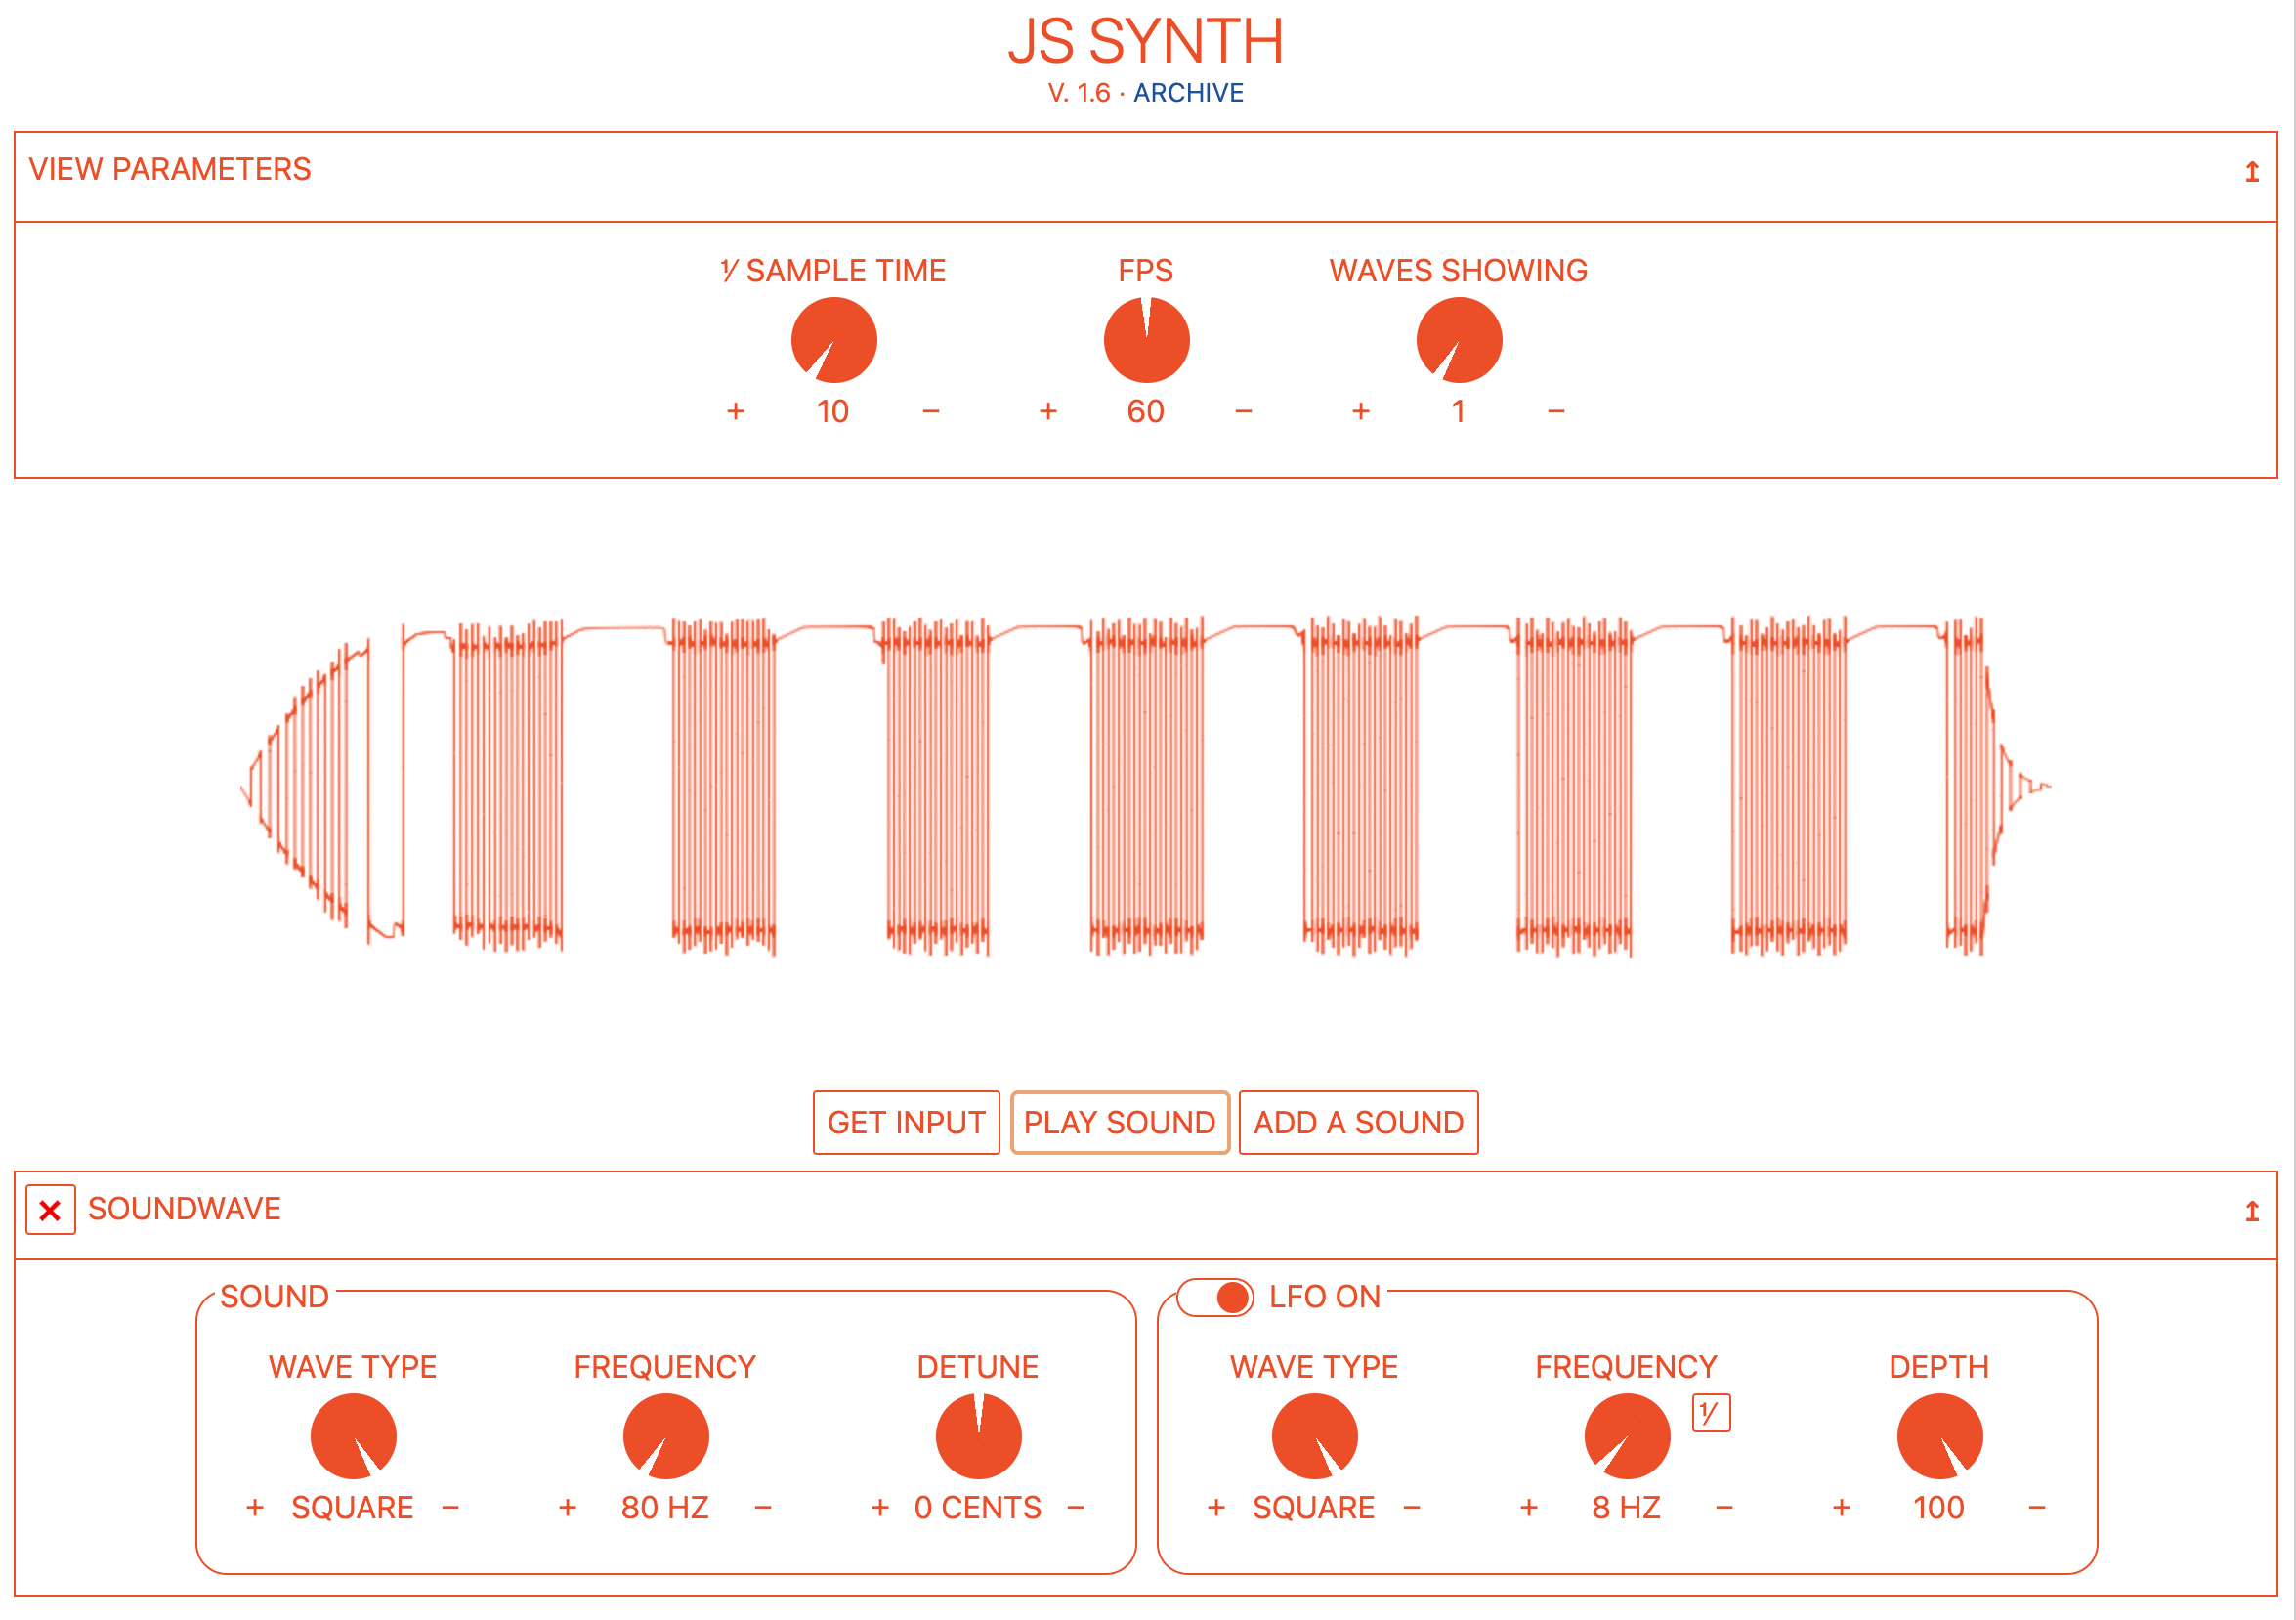 JS SYNTH
V. 1.6 · ARCHIVE
VIEW PARAMETERS ↥
⅟ SAMPLE TIME FPS WAVES SHOWING
+ 10 − + 60 − + 1 −
GET INPUT PLAY SOUND ADD A SOUND
× SOUNDWAVE ↥
SOUND LFO ON
WAVE TYPE FREQUENCY DETUNE WAVE TYPE FREQUENCY ⅟ DEPTH
+ SQUARE − + 80 HZ − + 0 CENTS − + SQUARE − + 8 HZ − + 100 −